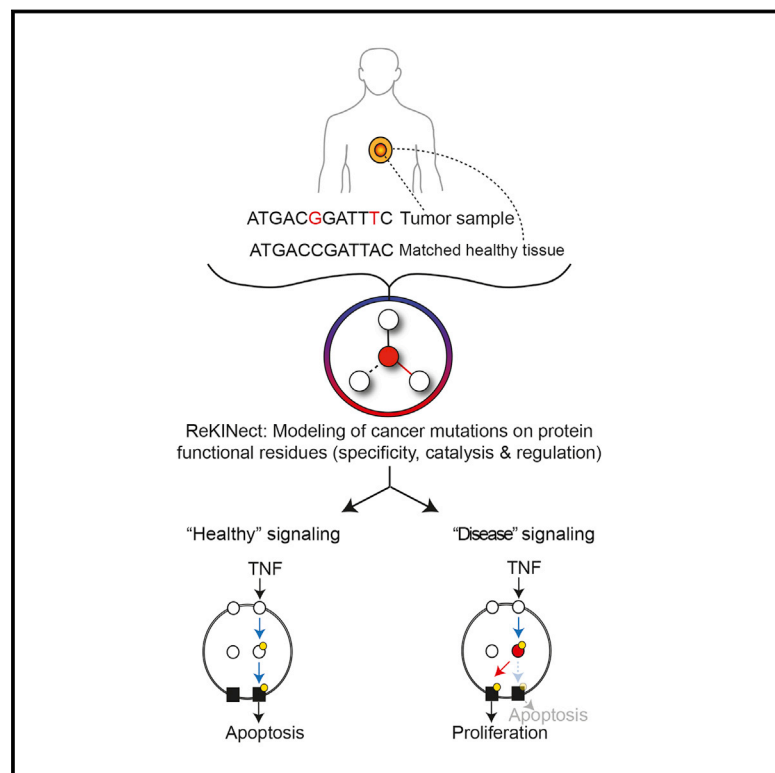 ATGACGGATTTC Tumor sample
ATGACCGATTAC Matched healthy tissue
ReKINect: Modeling of cancer mutations on protein
functional residues (specificity, catalysis & regulation)
"Healthy" signaling
"Disease" signaling
TNF
TNF
Apoptosis
Apoptosis
Proliferation